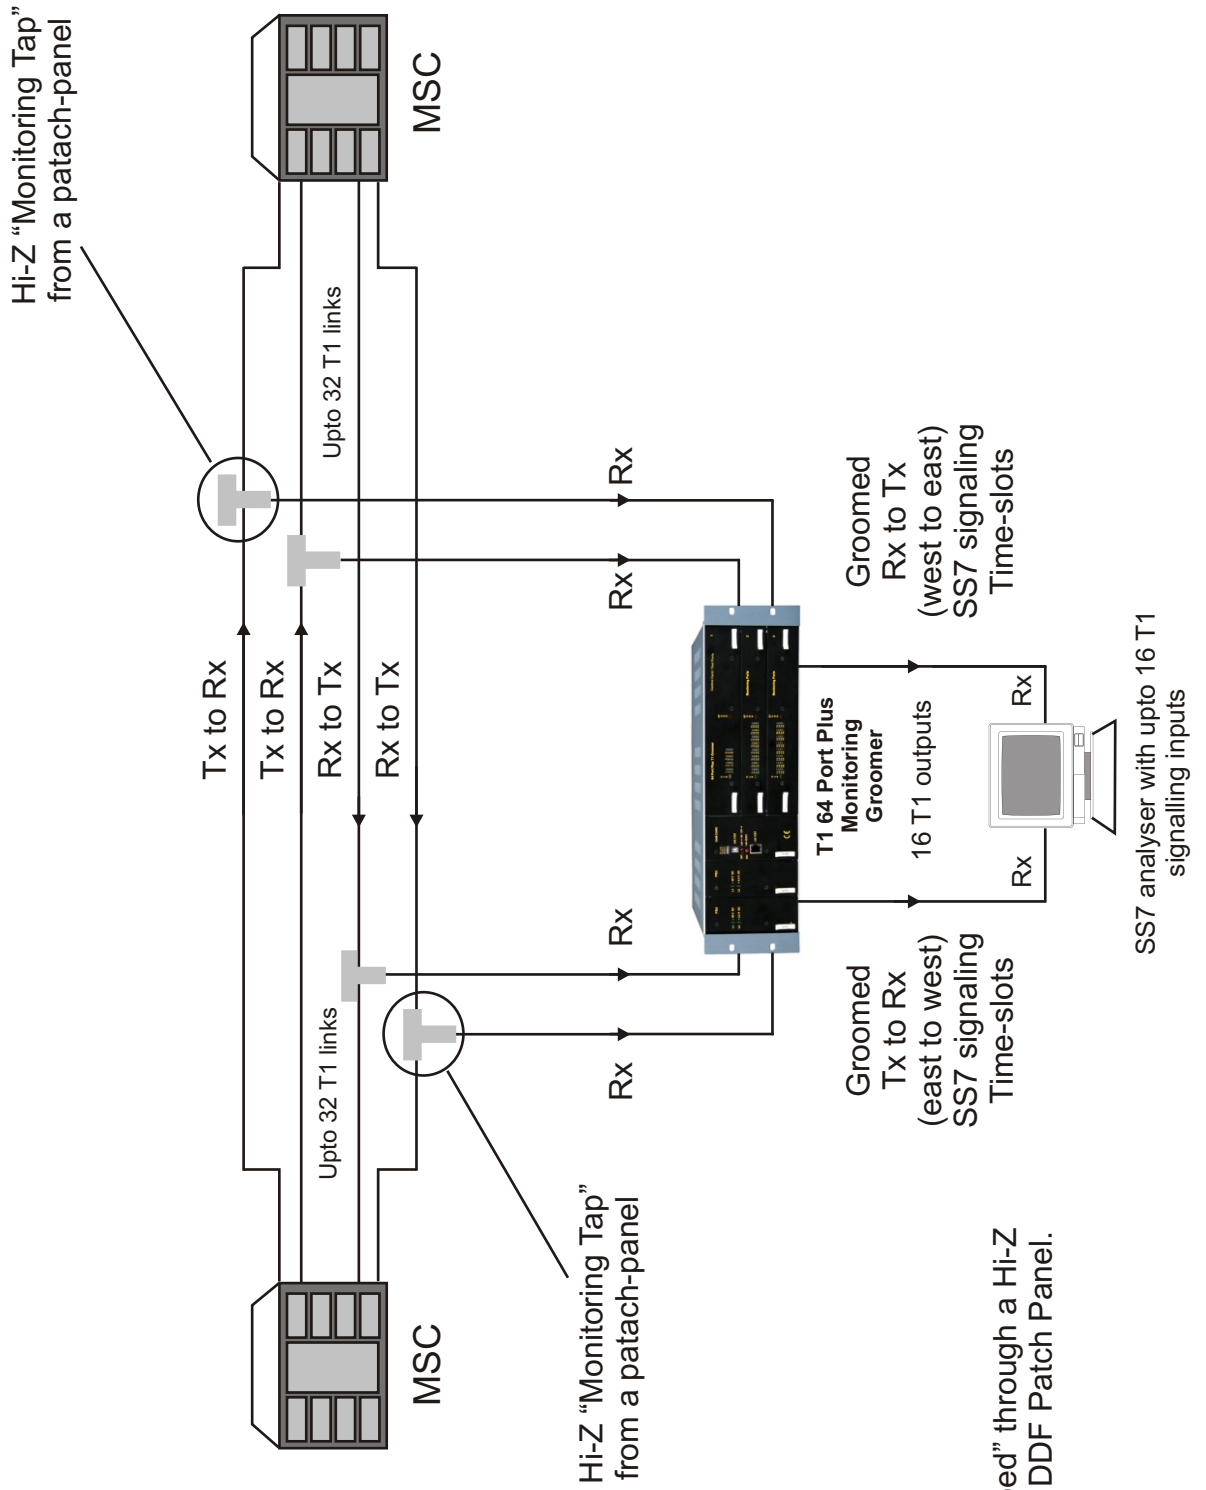 Hi-Z “Monitoring Tap”
from a patach-panel
MSC
Upto 32 T1 links
Tx to Rx
Tx to Rx
Rx to Tx
Rx to Tx
Upto 32 T1 links
MSC
Hi-Z “Monitoring Tap”
from a patach-panel
Rx
Rx
Rx
Rx
T1 64 Port Plus
Monitoring
Groomer
16 T1 outputs
Groomed
Rx to Tx
(west to east)
SS7 signaling
Time-slots
Groomed
Tx to Rx
(east to west)
SS7 signaling
Time-slots
Rx
Rx
SS7 analyser with upto 16 T1
signalling inputs
through a Hi-Z
DDF Patch Panel.